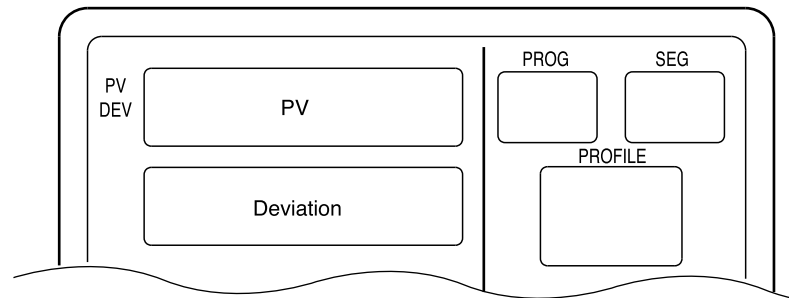 PROG SEG
PV
DEV
PV
PROFILE
Deviation